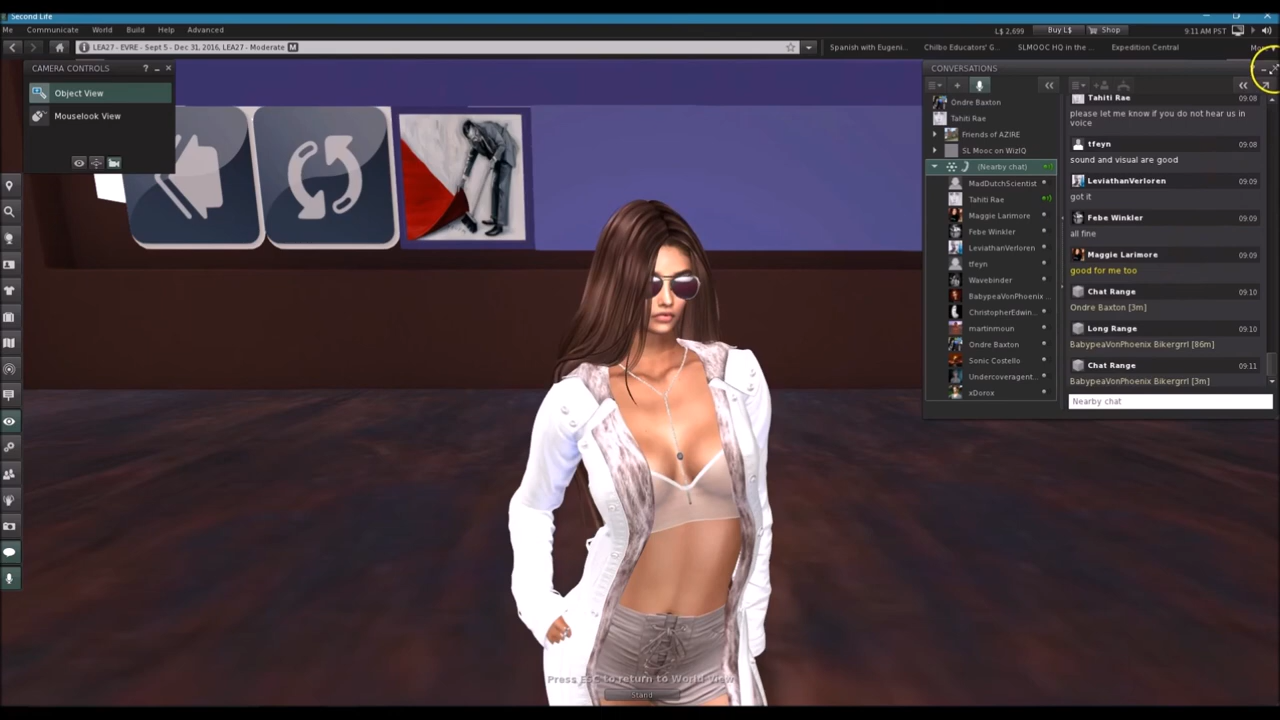 Second Life
Me Communicate World Build Help Advanced
L$ 2,699 Buy L$ Shop 9:11 AM PST
LEA27 - EVRE - Sept 5 - Dec 31, 2016, LEA27 - Moderate M
Spanish with Eugeni... Chilbo Educators' G... SLMOOC HQ in the ... Expedition Central
CAMERA CONTROLS ?
Object View
Mouselook View
CONVERSATIONS
Ondre Baxton
Tahiti Rae
Friends of AZIRE
SL Mooc on WizIQ
(Nearby chat)
MadDutchScientist
Tahiti Rae
Maggie Larimore
Febe Winkler
LeviathanVerloren
tfeyn
Wavebinder
BabypeaVonPhoenix ...
ChristopherEdwin...
martinmoun
Ondre Baxton
Sonic Costello
Undercoveragent...
xDorox
Tahiti Rae 09:08
please let me know if you do not hear us in
voice
tfeyn 09:08
sound and visual are good
LeviathanVerloren 09:09
got it
Febe Winkler 09:09
all fine
Maggie Larimore 09:09
good for me too
Chat Range 09:10
Ondre Baxton [3m]
Long Range 09:10
BabypeaVonPhoenix Bikergrrl [86m]
Chat Range 09:11
BabypeaVonPhoenix Bikergrrl [3m]
Nearby chat
Press ESC to return to World View
Stand